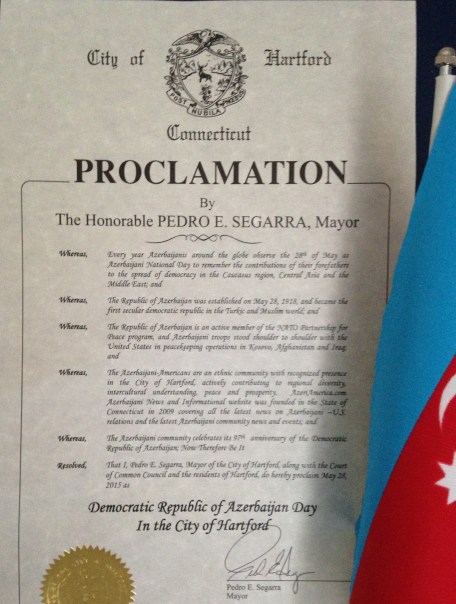 City of Hartford
POST NUBILA PHOEBUS
Connecticut
PROCLAMATION
By
The Honorable PEDRO E. SEGARRA, Mayor
Whereas, Every year Azerbaijanis around the globe observe the 28th of May as
Azerbaijani National Day to remember the contributions of their forefathers
to the spread of democracy in the Caucasus region, Central Asia and the
Middle East; and
Whereas, The Republic of Azerbaijan was established on May 28, 1918, and became the
first secular democratic republic in the Turkic and Muslim world; and
Whereas, The Republic of Azerbaijan is an active member of the NATO Partnership for
Peace program, and Azerbaijani troops stood shoulder to shoulder with the
United States in peacekeeping operations in Kosovo, Afghanistan and Iraq;
and
Whereas, The Azerbaijani-Americans are an ethnic community with recognized presence
in the City of Hartford, actively contributing to regional diversity,
intercultural understanding, peace and prosperity. AzerAmerica.com
Azerbaijani News and Informational website was founded in the State of
Connecticut in 2009 covering all the latest news on Azerbaijani –U.S.
relations and the latest Azerbaijani community news and events; and
Whereas, The Azerbaijani community celebrates its 97th anniversary of the Democratic
Republic of Azerbaijan; Now Therefore Be It
Resolved, That I, Pedro E. Segarra, Mayor of the City of Hartford, along with the Court
of Common Council and the residents of Hartford, do hereby proclaim May 28,
2015 as
Democratic Republic of Azerbaijan Day
In the City of Hartford
Pedro E. Segarra
Mayor